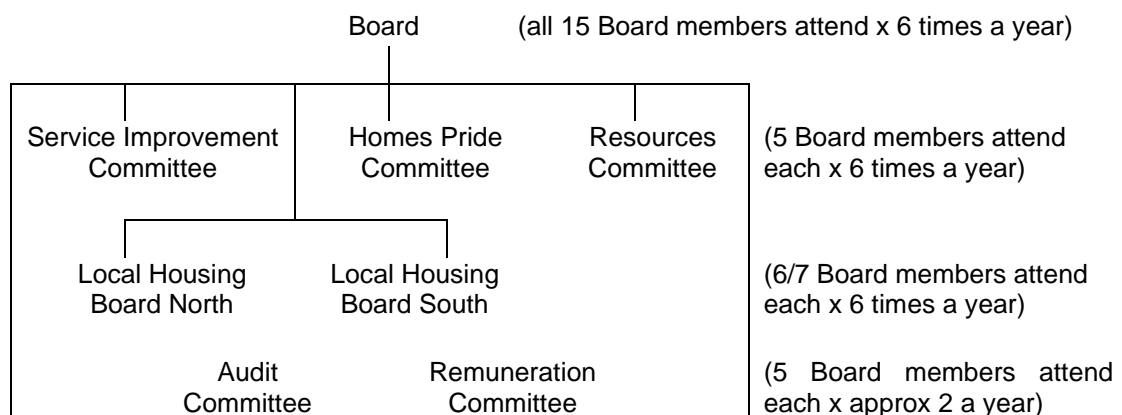 Board (all 15 Board members attend x 6 times a year)
Service Improvement Committee
Homes Pride Committee
Resources Committee
(5 Board members attend
each x 6 times a year)
Local Housing Board North
Local Housing Board South
(6/7 Board members attend
each x 6 times a year)
Audit Committee
Remuneration Committee
(5 Board members attend
each x approx 2 a year)